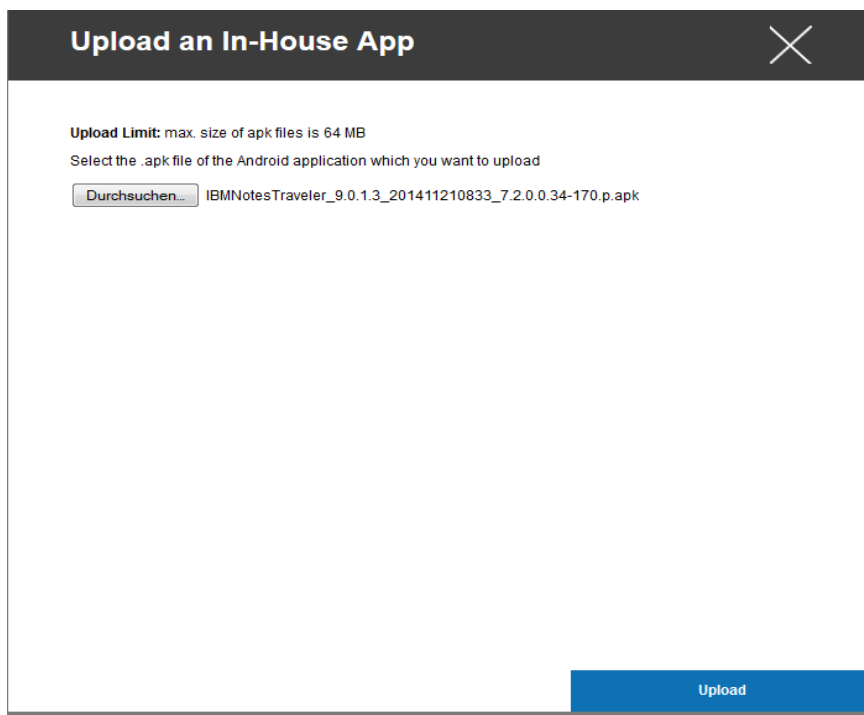 Upload an In-House App
Upload Limit: max. size of apk files is 64 MB
Select the .apk file of the Android application which you want to upload
Durchsuchen... IBMNotesTraveler_9.0.1.3_201411210833_7.2.0.0.34-170.p.apk
Upload